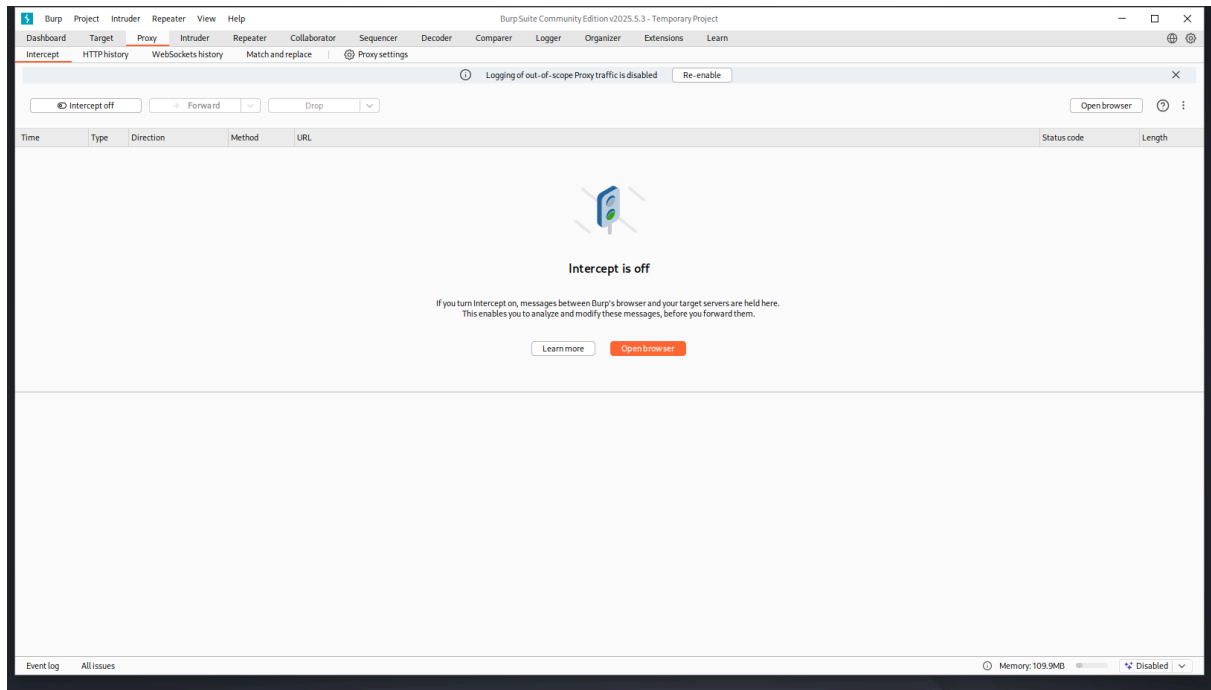 Burp Project Intruder Repeater View Help Burp Suite Community Edition v2025.5.3 - Temporary Project
Dashboard Target Proxy Intruder Repeater Collaborator Sequencer Decoder Comparer Logger Organizer Extensions Learn
Intercept HTTP history WebSockets history Match and replace Proxy settings
Logging of out-of-scope Proxy traffic is disabled Re-enable
Intercept off Forward Drop Open browser
Time Type Direction Method URL Status code Length
Intercept is off
If you turn Intercept on, messages between Burp's browser and your target servers are held here.
This enables you to analyze and modify these messages, before you forward them.
Learn more Open browser
Event log All issues Memory: 109.9MB Disabled